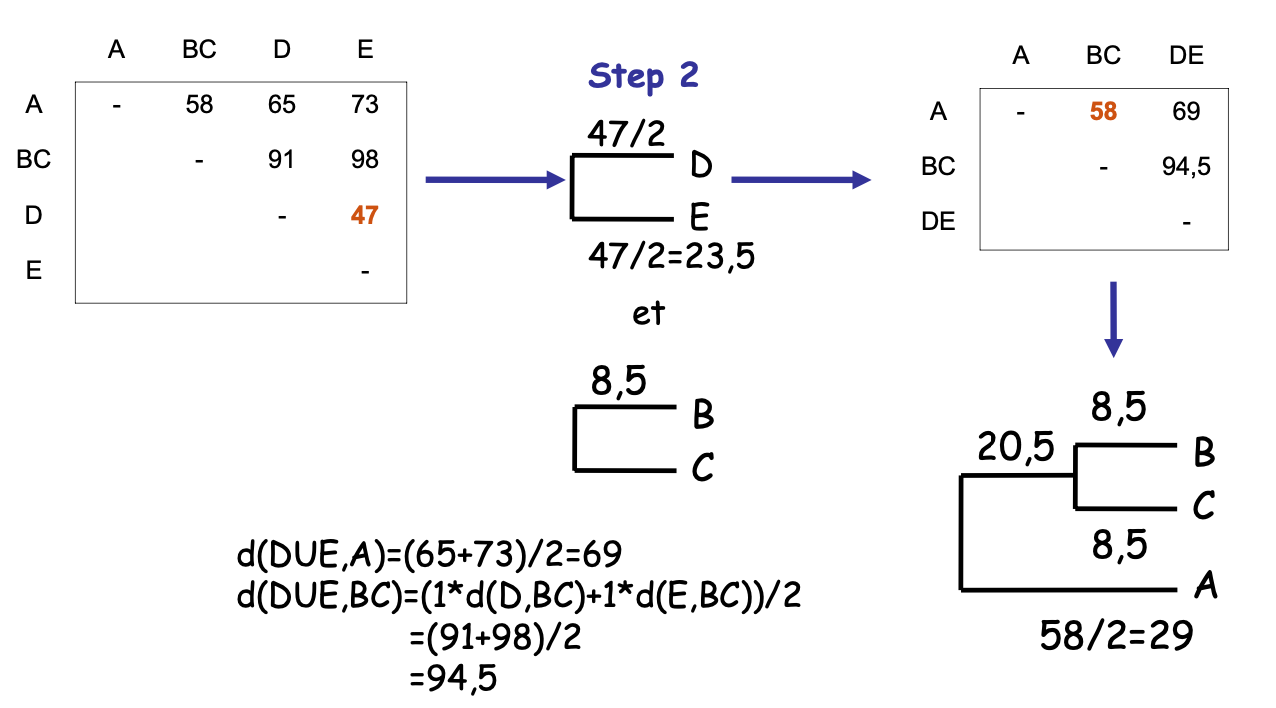 A BC D E
A - 58 65 73
BC - 91 98
D - 47
E -
Step 2
47/2
D
E
47/2=23,5
et
8,5
B
C
A BC DE
A - 58 69
BC - 94,5
DE -
8,5
20,5
B
C
8,5
A
58/2=29
d(DUE,A)=(65+73)/2=69
d(DUE,BC)=(1*d(D,BC)+1*d(E,BC))/2
=(91+98)/2
=94,5